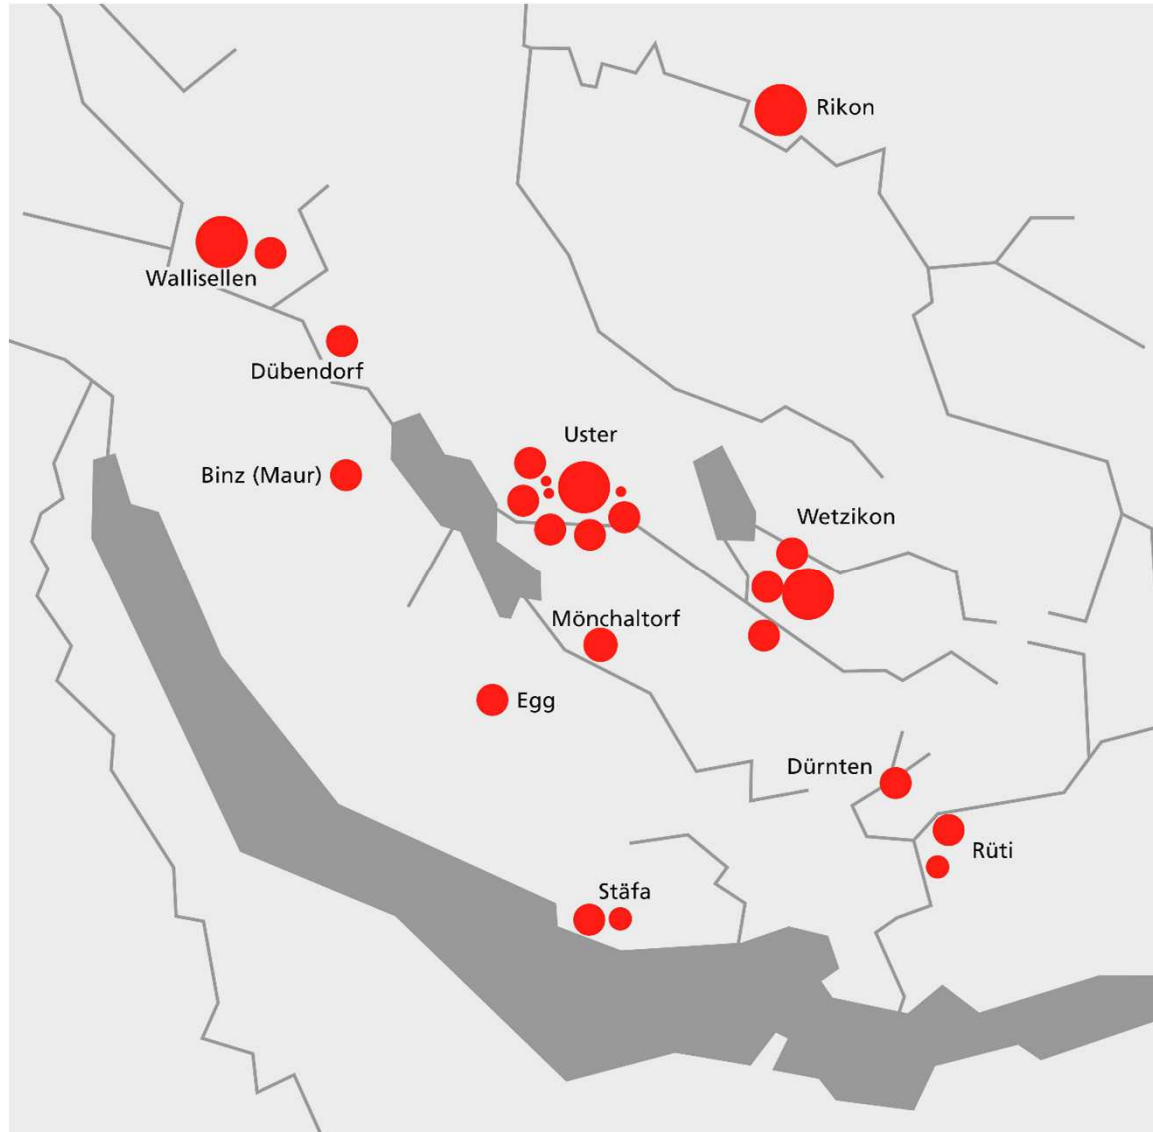 Rikon
Wallisellen
Dübendorf
Uster
Binz (Maur)
Wetzikon
Mönchaltorf
Egg
Dürnten
Rüti
Stäfa